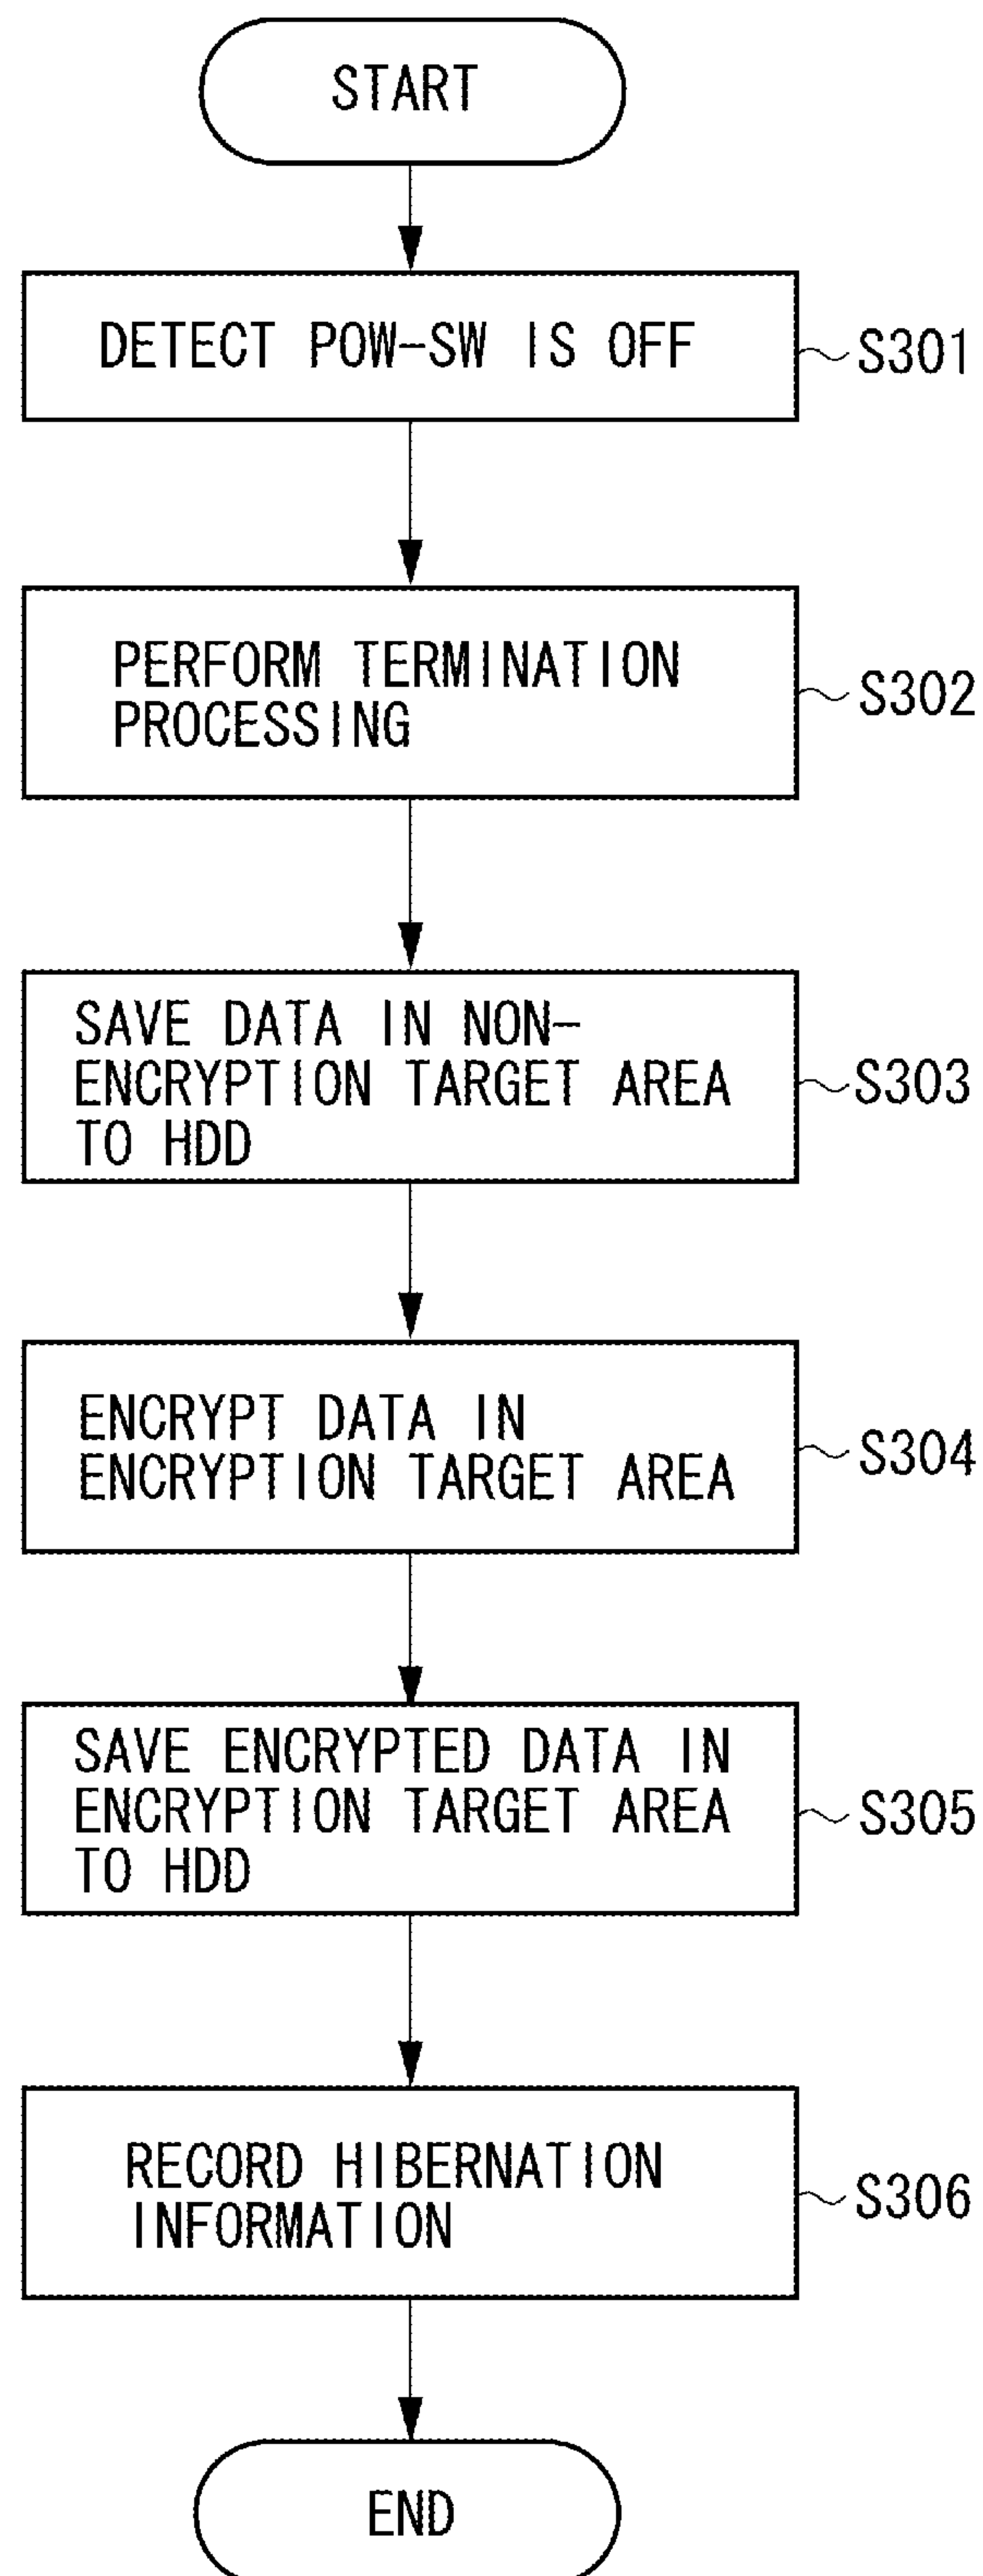 START
DETECT POW-SW IS OFF
S301
PERFORM TERMINATION
PROCESSING
S302
SAVE DATA IN NON-
ENCRYPTION TARGET AREA
TO HDD
S303
ENCRYPT DATA IN
ENCRYPTION TARGET AREA
S304
SAVE ENCRYPTED DATA IN
ENCRYPTION TARGET AREA
TO HDD
S305
RECORD HIBERNATION
INFORMATION
S306
END